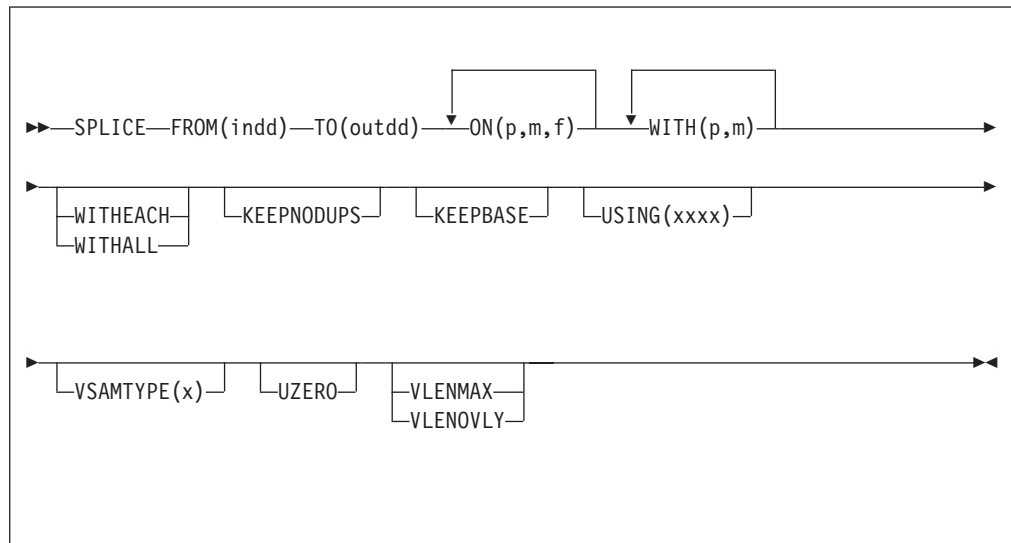 SPLICE FROM(indd) TO(outdd) ON(p,m,f) WITH(p,m)
WITHEACH KEEPNODUPS KEEPBASE USING(xxxx)
WITHALL
VSAMTYPE(x) UZERO VLENMAX
VLENOVLY